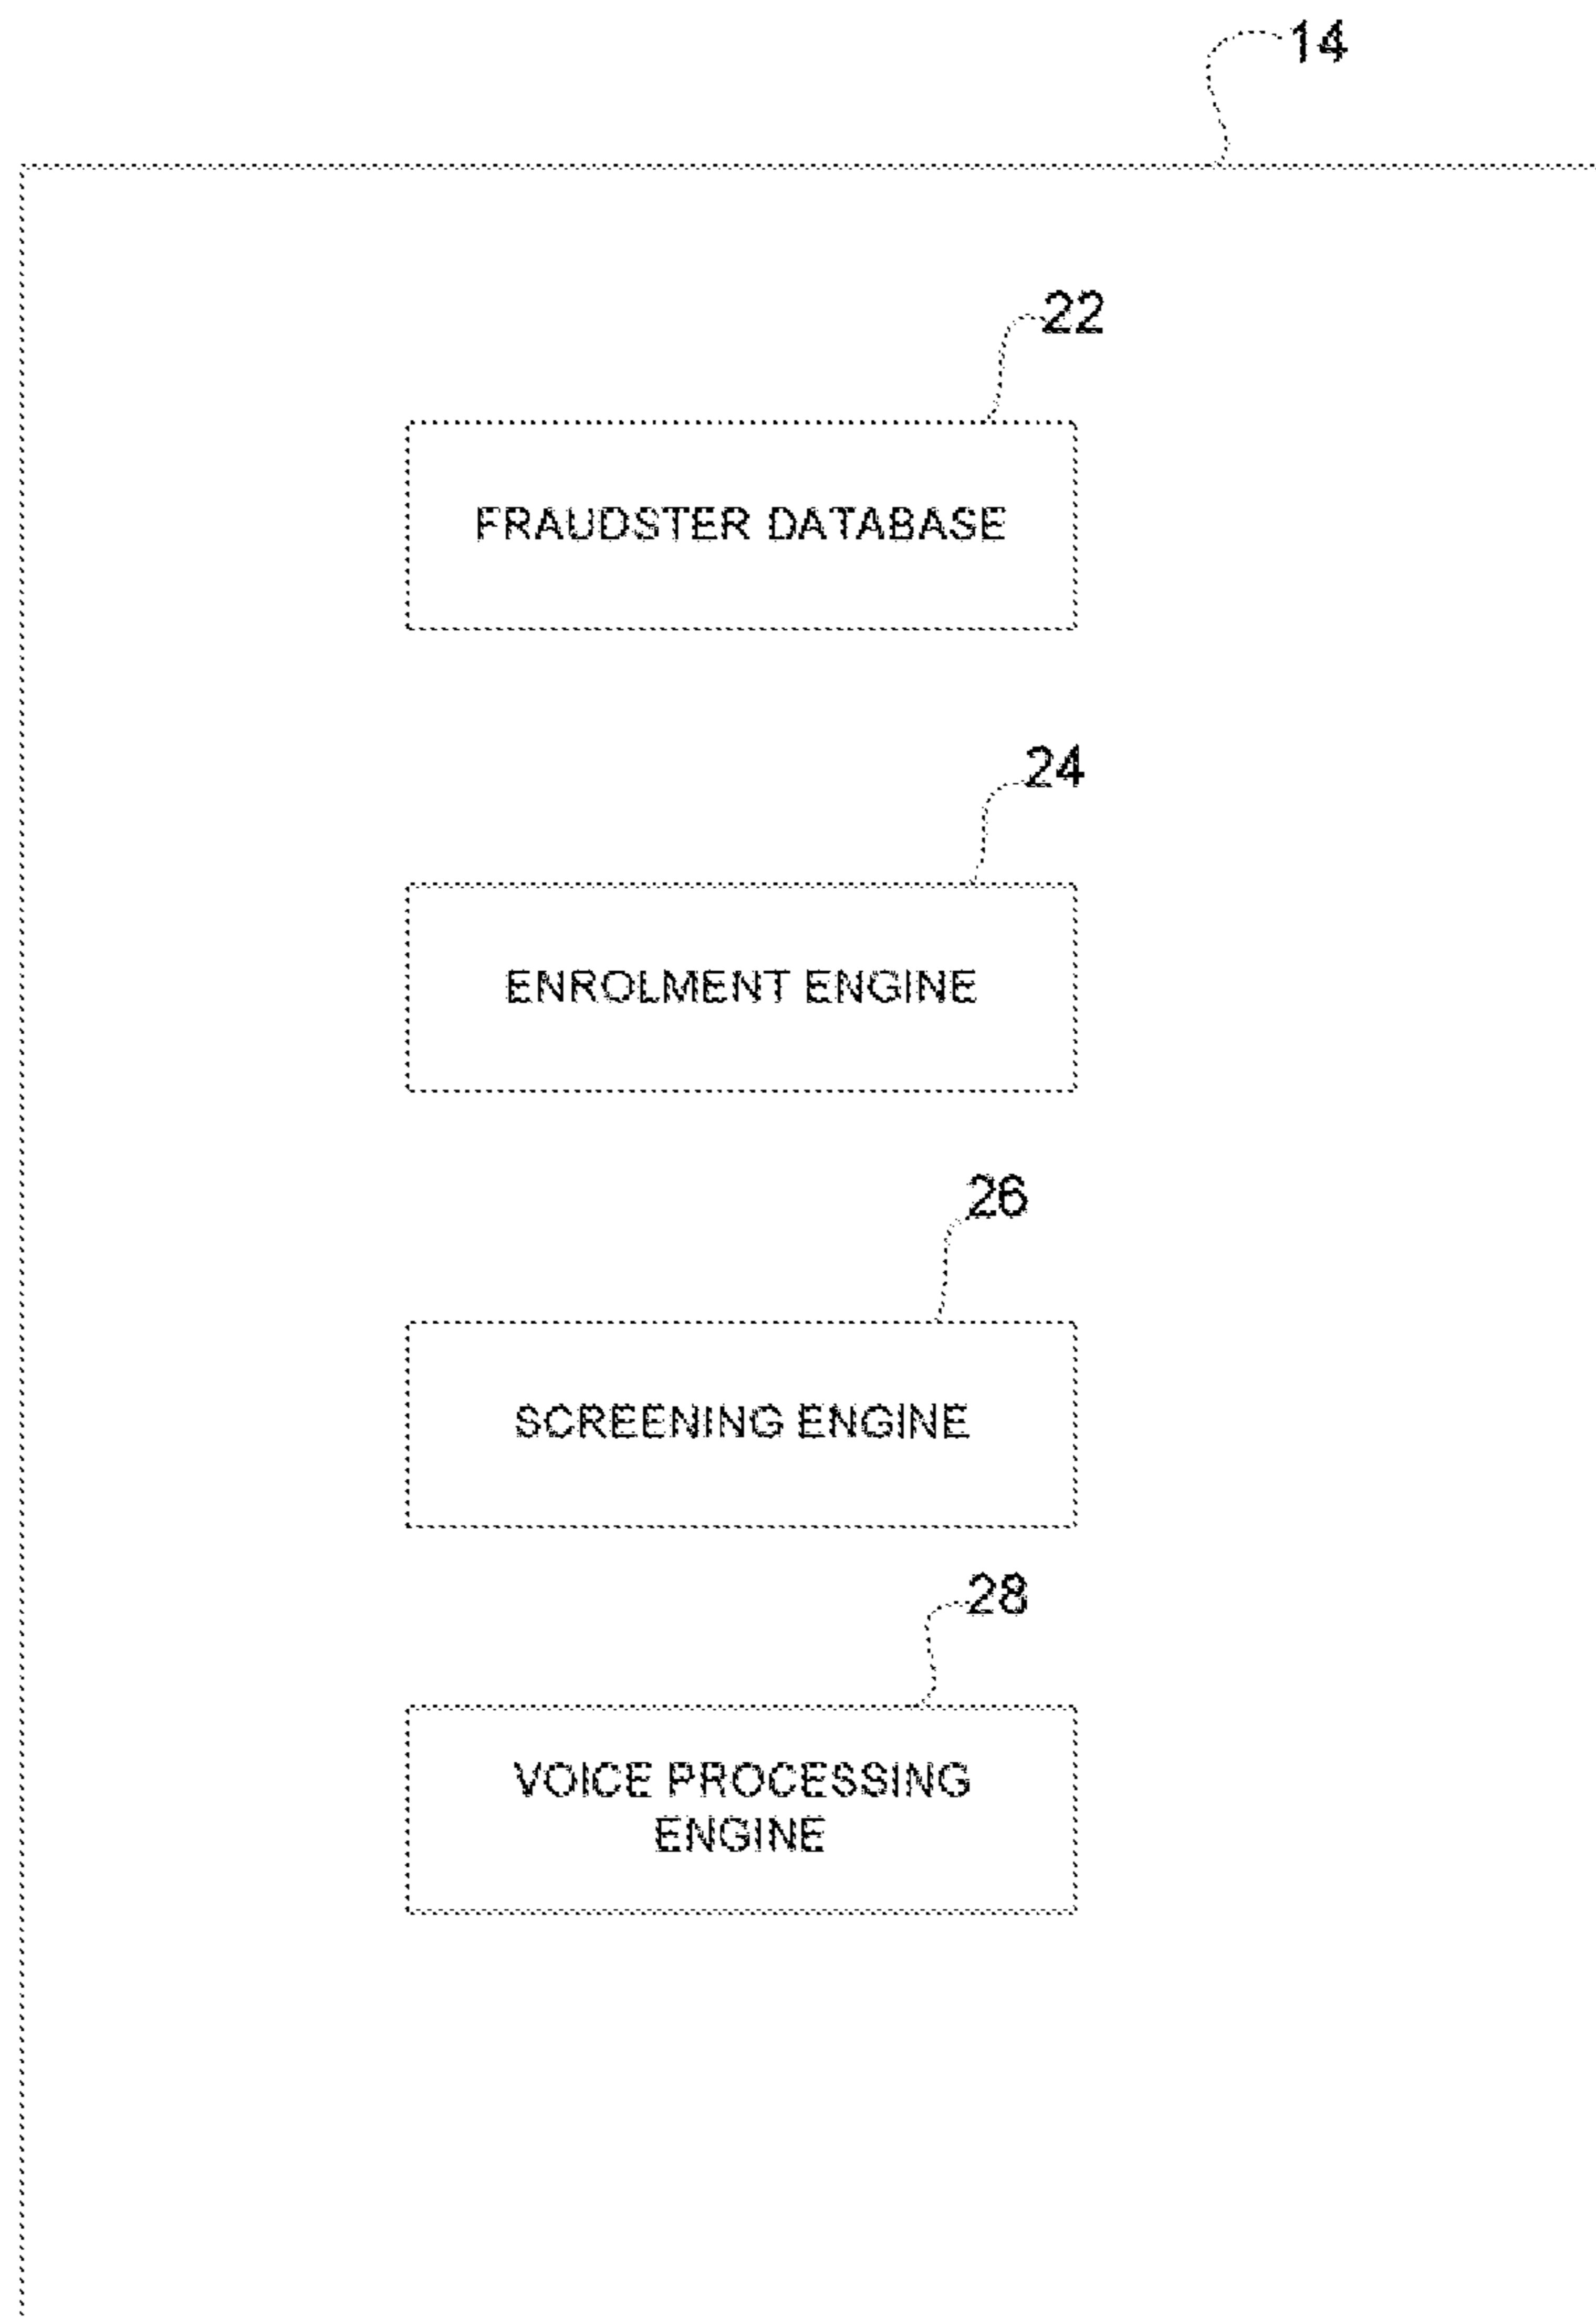 14
22
FRAUDSTER DATABASE
24
ENROLMENT ENGINE
26
SCREENING ENGINE
28
VOICE PROCESSING
ENGINE